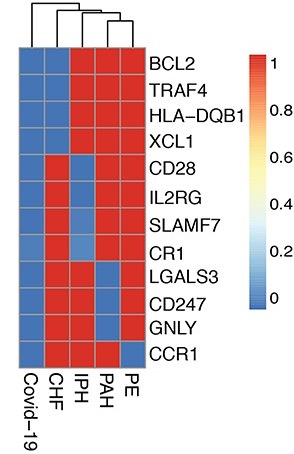 BCL2
TRAF4
HLA−DQB1
XCL1
CD28
IL2RG
SLAMF7
CR1
LGALS3
CD247
GNLY
CCR1
1
0.8
0.6
0.4
0.2
0
Covid−19
CHF
IPH
PAH
PE